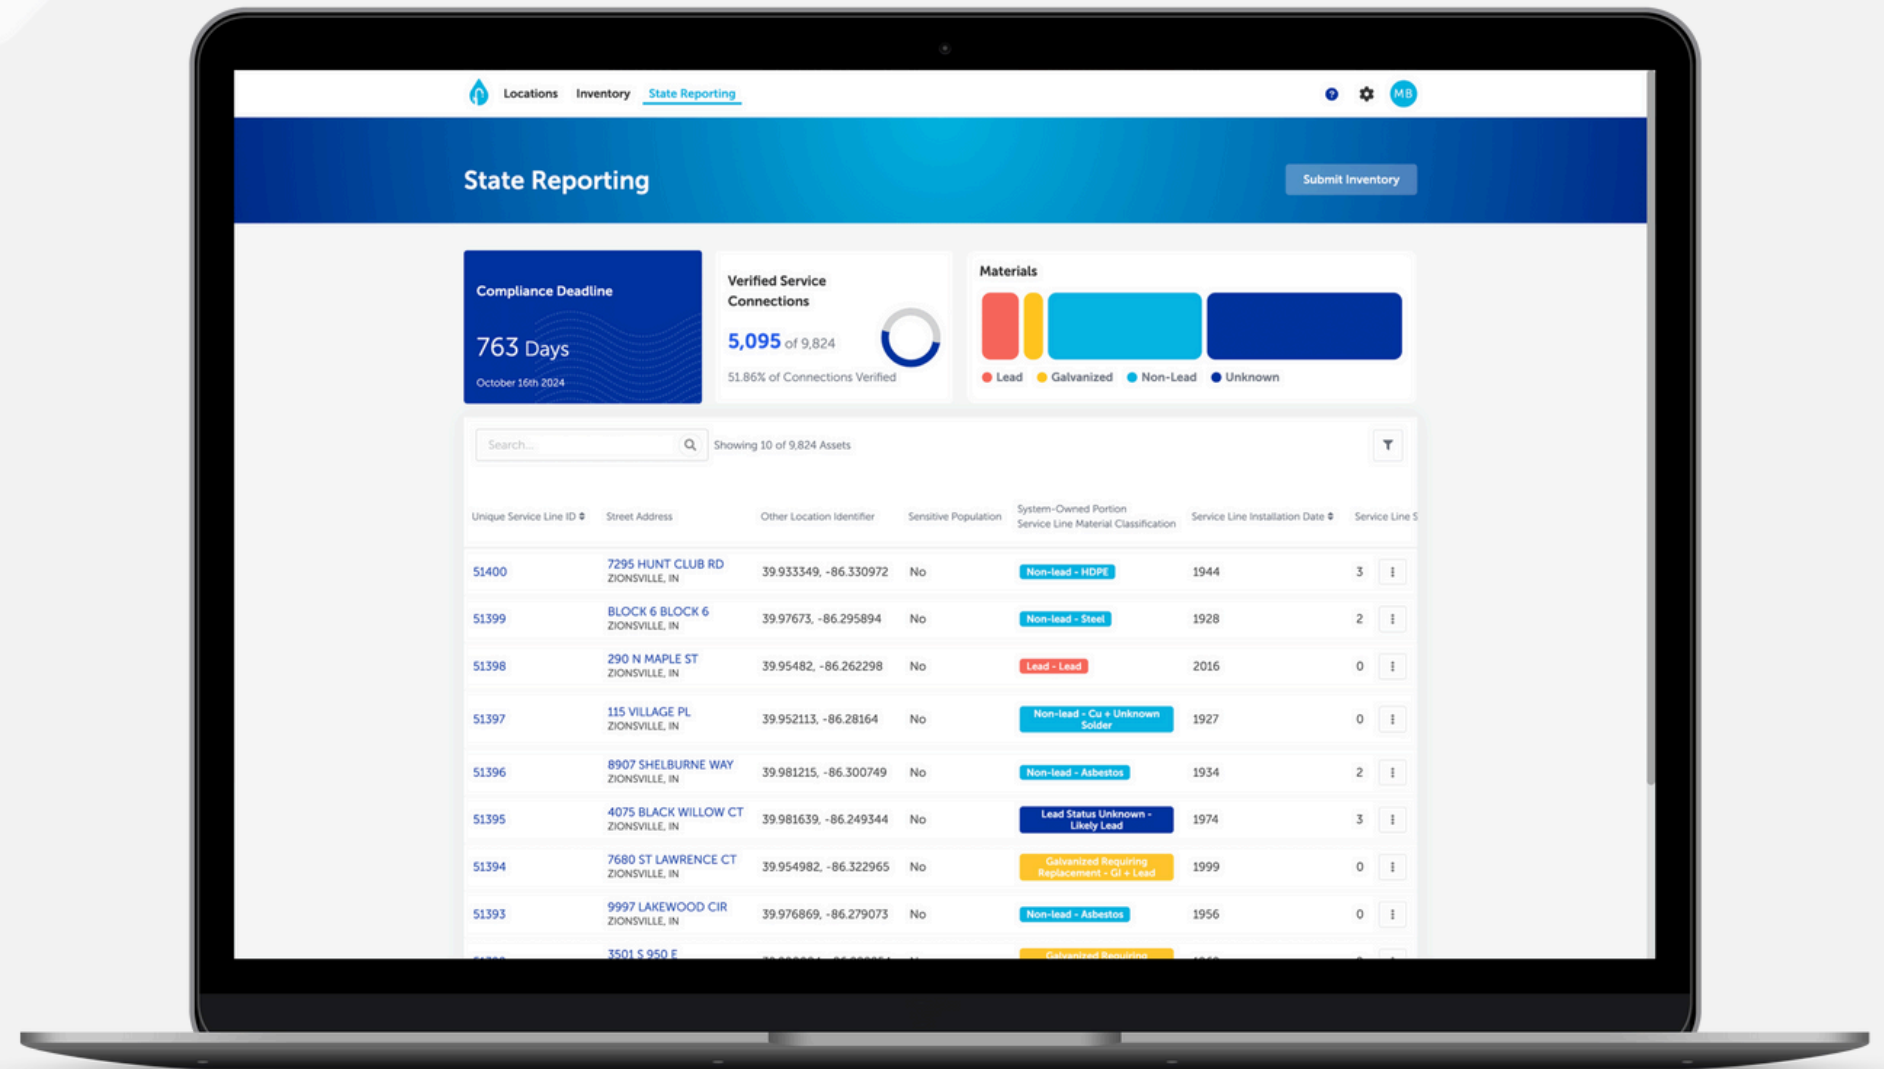 Locations Inventory State Reporting
? MB
State Reporting
Submit Inventory
Compliance Deadline
763 Days
October 16th 2024
Verified Service
Connections
5,095 of 9,824
51.86% of Connections Verified
Materials
Lead Galvanized Non-Lead Unknown
Search...
Showing 10 of 9,824 Assets
Unique Service Line ID
Street Address
Other Location Identifier
Sensitive Population
System-Owned Portion
Service Line Material Classification
Service Line Installation Date
Service Line S
51400
7295 HUNT CLUB RD
ZIONSVILLE, IN
39.933349, -86.330972
No
Non-lead - HDPE
1944
3
51399
BLOCK 6 BLOCK 6
ZIONSVILLE, IN
39.97673, -86.295894
No
Non-lead - Steel
1928
2
51398
290 N MAPLE ST
ZIONSVILLE, IN
39.95482, -86.262298
No
Lead - Lead
2016
0
51397
115 VILLAGE PL
ZIONSVILLE, IN
39.952113, -86.28164
No
Non-lead - Cu + Unknown
Solder
1927
0
51396
8907 SHELBURNE WAY
ZIONSVILLE, IN
39.981215, -86.300749
No
Non-lead - Asbestos
1934
2
51395
4075 BLACK WILLOW CT
ZIONSVILLE, IN
39.981639, -86.249344
No
Lead Status Unknown -
Likely Lead
1974
3
51394
7680 ST LAWRENCE CT
ZIONSVILLE, IN
39.954982, -86.322965
No
Galvanized Requiring
Replacement - GI + Lead
1999
0
51393
9997 LAKEWOOD CIR
ZIONSVILLE, IN
39.976869, -86.279073
No
Non-lead - Asbestos
1956
0
3501 S 950 E
Galvanized Requiring